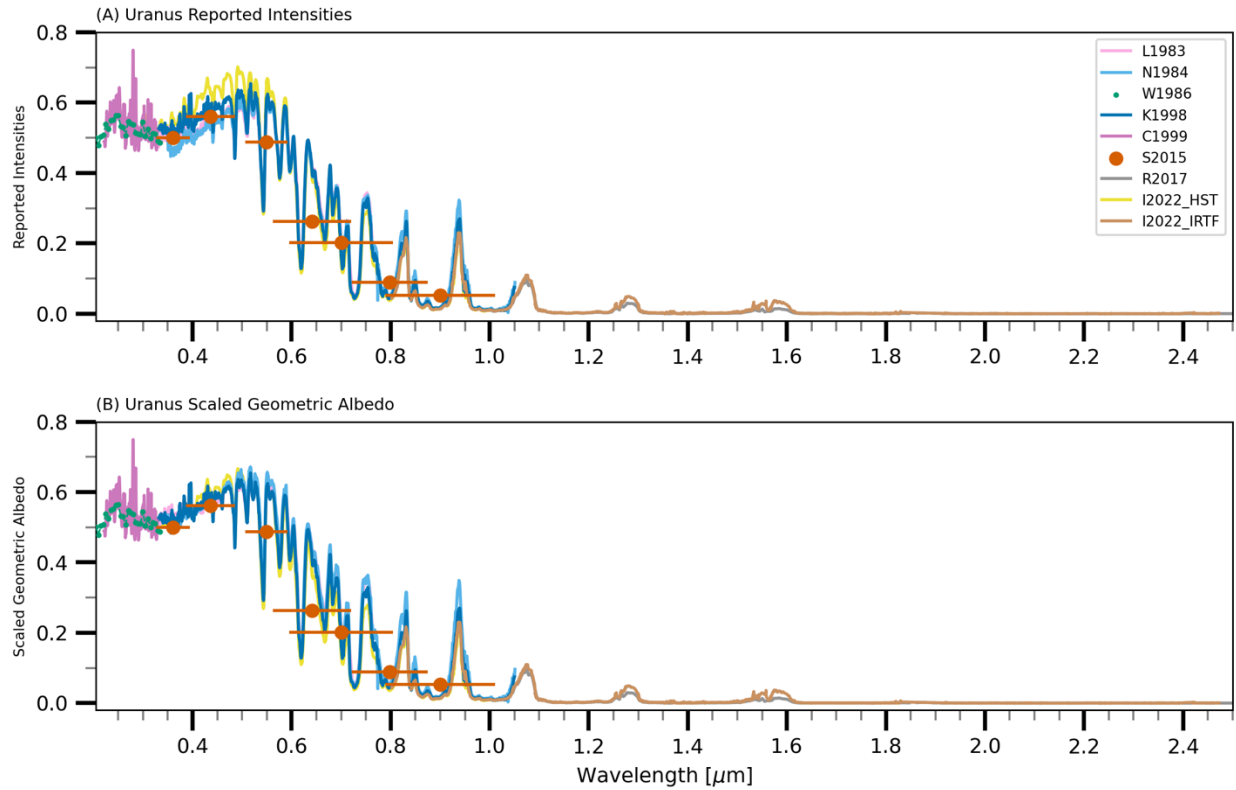 (A) Uranus Reported Intensities
0.8
0.6
0.4
0.2
0.0
Reported Intensities
L1983
N1984
W1986
K1998
C1999
S2015
R2017
I2022_HST
I2022_IRTF
0.4 0.6 0.8 1.0 1.2 1.4 1.6 1.8 2.0 2.2 2.4
(B) Uranus Scaled Geometric Albedo
0.8
0.6
0.4
0.2
0.0
Scaled Geometric Albedo
0.4 0.6 0.8 1.0 1.2 1.4 1.6 1.8 2.0 2.2 2.4
Wavelength [μm]